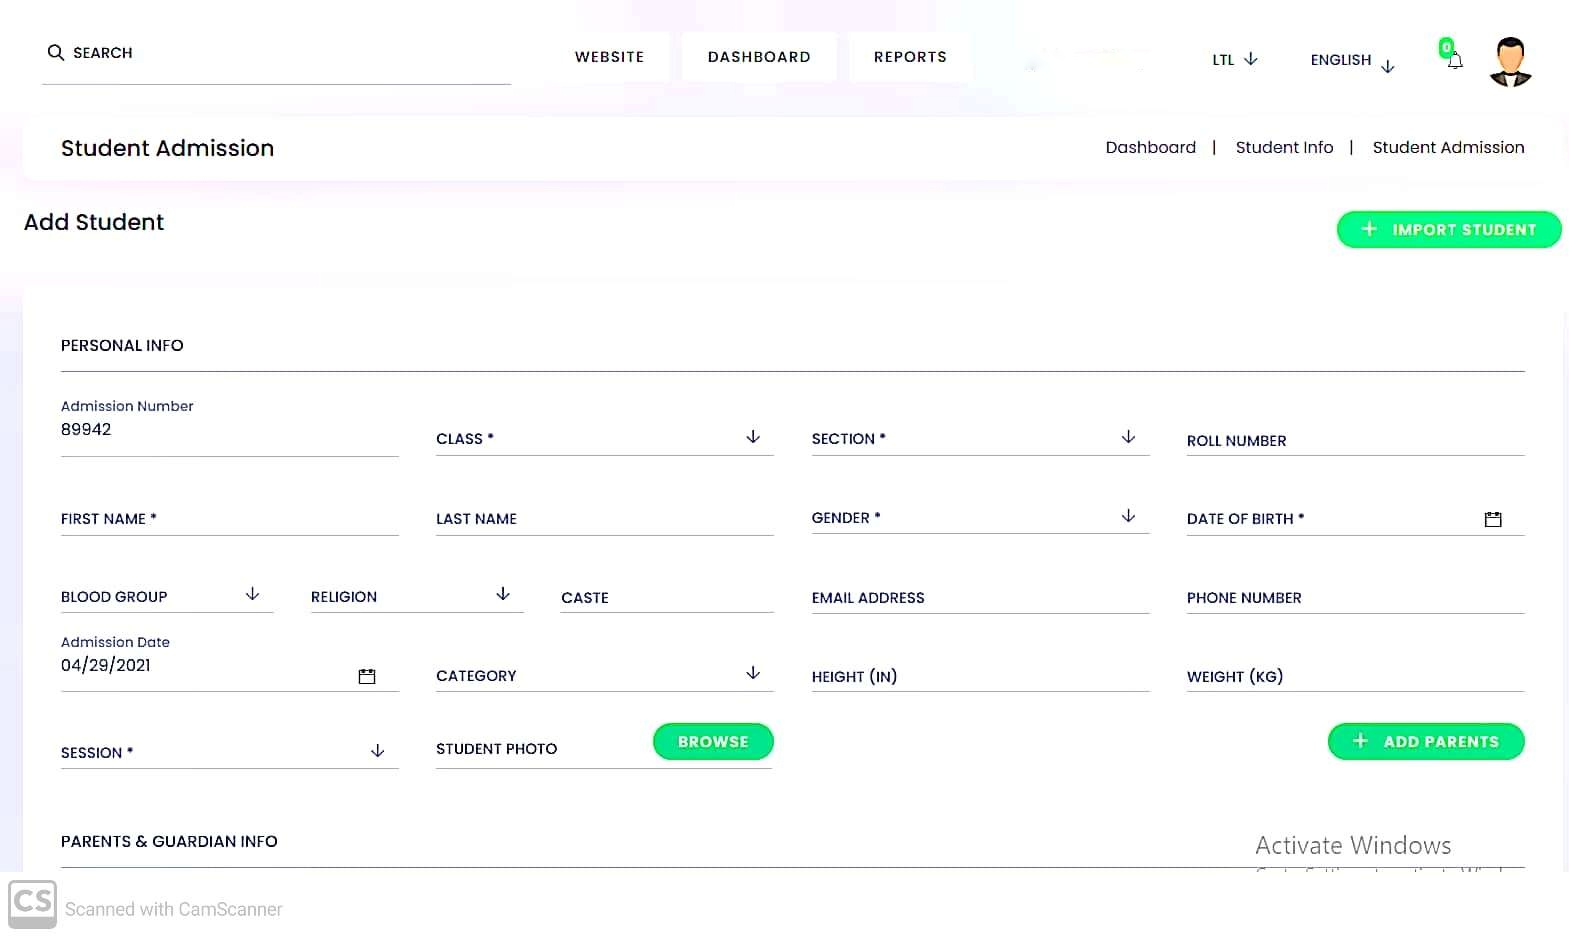 SEARCH
WEBSITE DASHBOARD REPORTS
LTL ENGLISH 0
Student Admission
Dashboard | Student Info | Student Admission
Add Student
+ IMPORT STUDENT
PERSONAL INFO
Admission Number
89942
CLASS * SECTION * ROLL NUMBER
FIRST NAME * LAST NAME GENDER * DATE OF BIRTH *
BLOOD GROUP RELIGION CASTE EMAIL ADDRESS PHONE NUMBER
Admission Date
04/29/2021
CATEGORY HEIGHT (IN) WEIGHT (KG)
SESSION * STUDENT PHOTO BROWSE + ADD PARENTS
PARENTS & GUARDIAN INFO
Activate Windows
CS Scanned with CamScanner